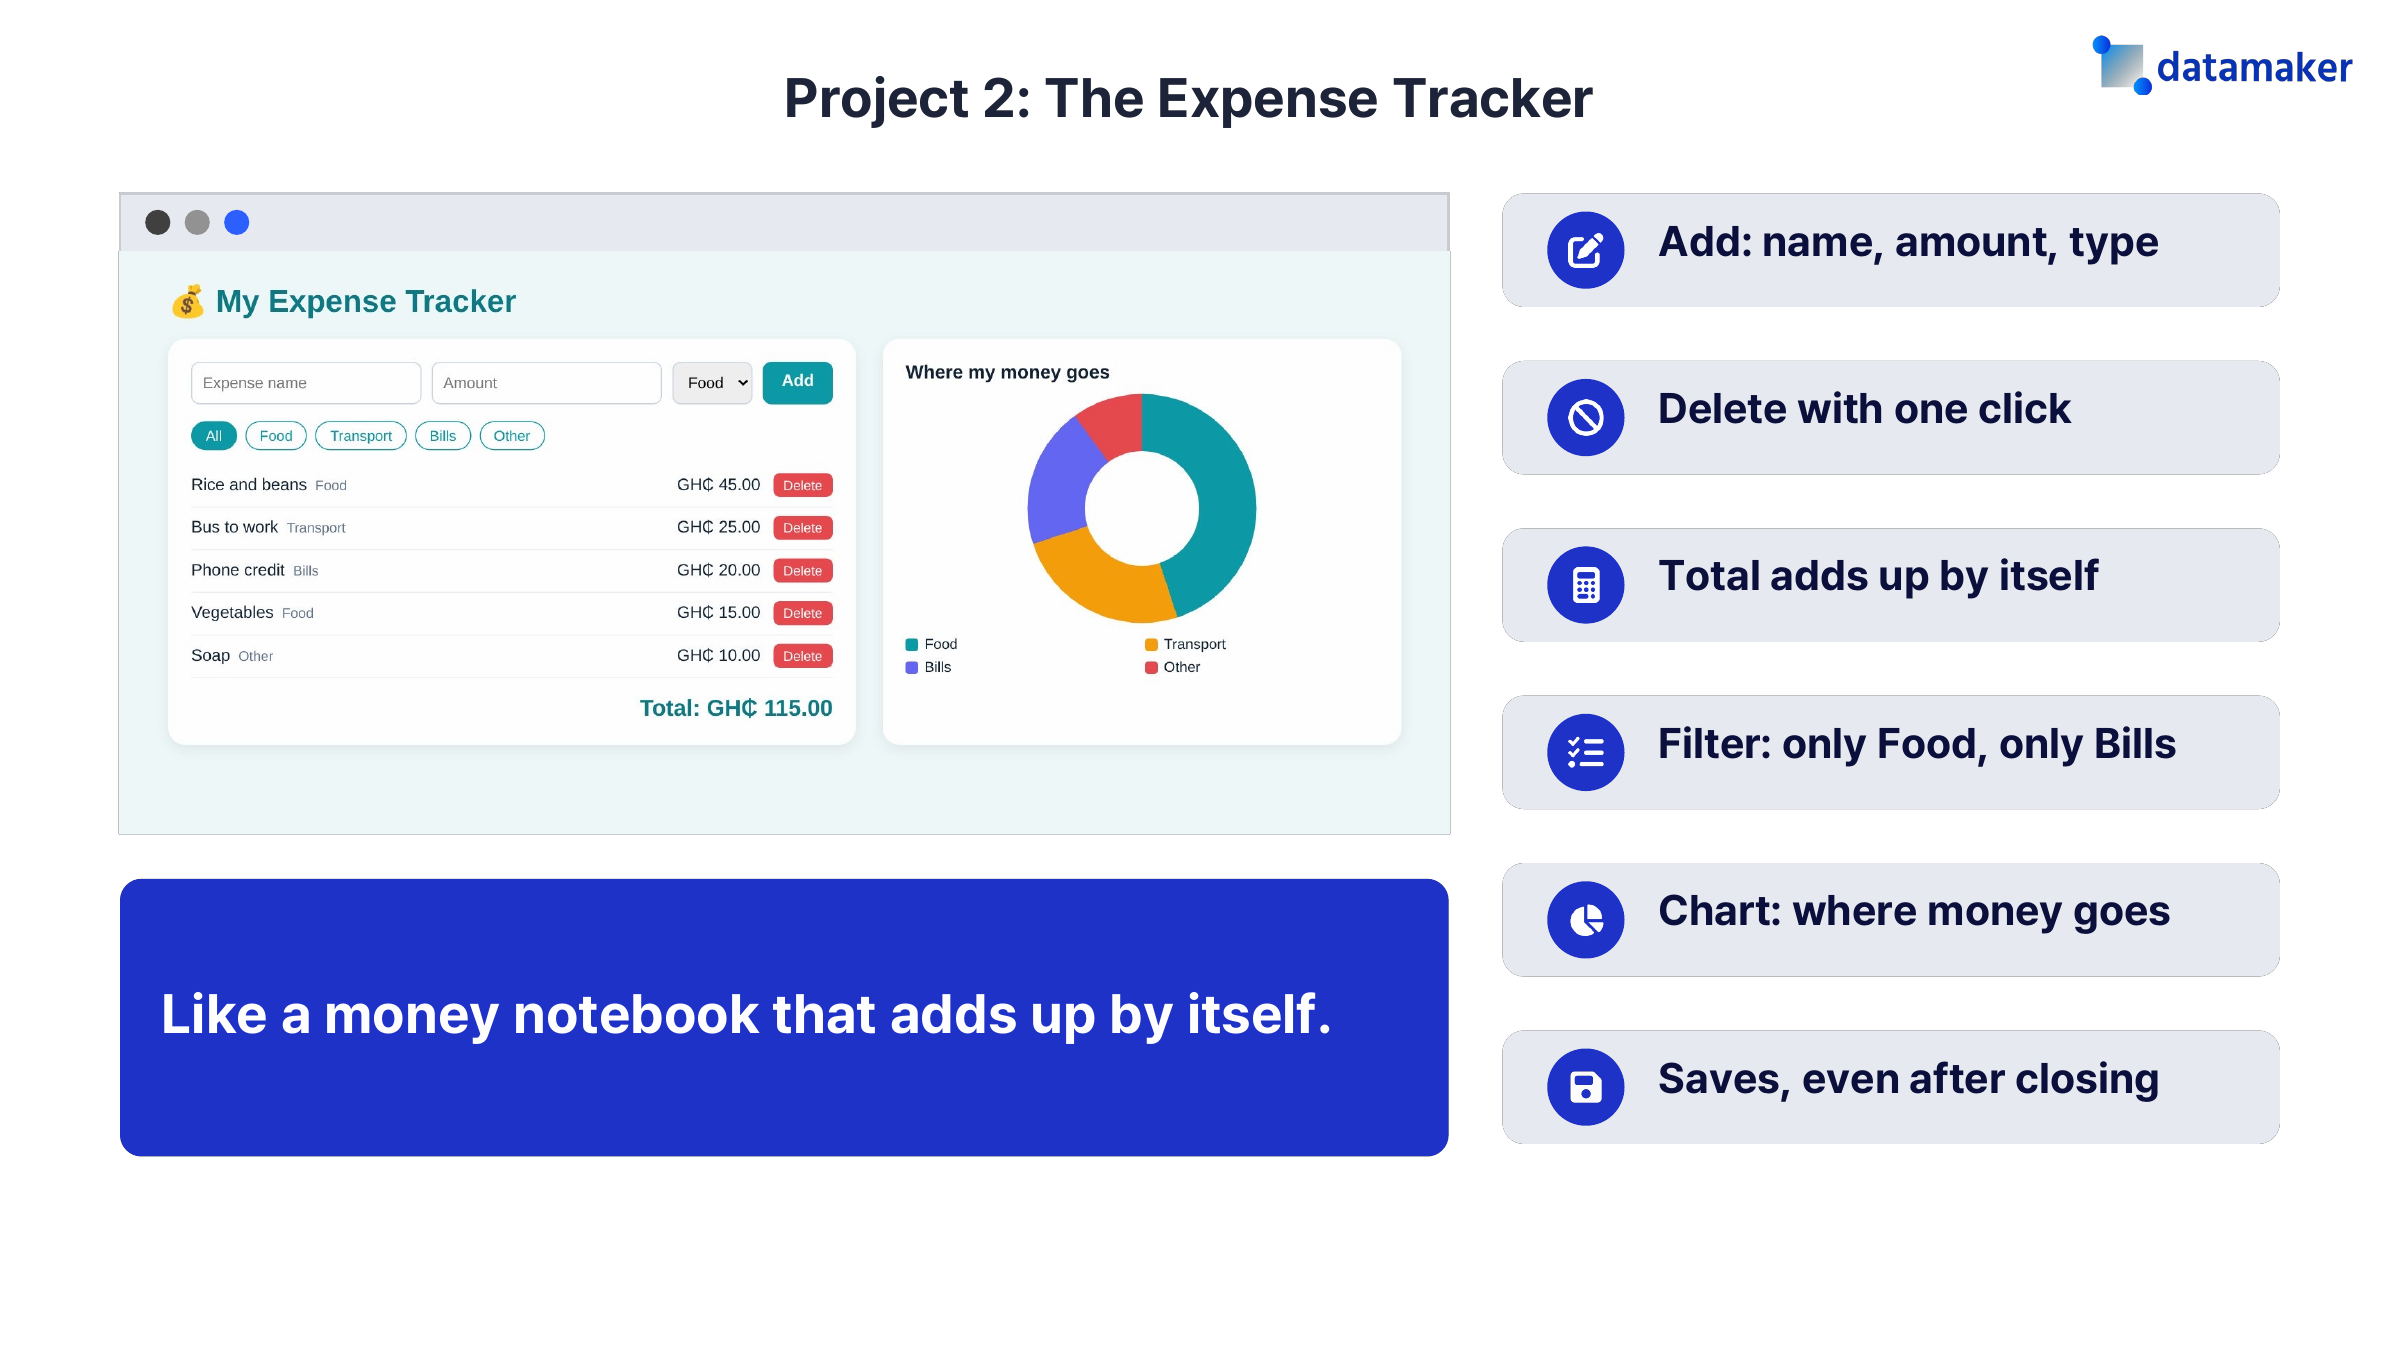 datamaker
Project 2: The Expense Tracker
💰 My Expense Tracker
Expense name Amount Food Add
All Food Transport Bills Other
Rice and beans Food GH₵ 45.00 Delete
Bus to work Transport GH₵ 25.00 Delete
Phone credit Bills GH₵ 20.00 Delete
Vegetables Food GH₵ 15.00 Delete
Soap Other GH₵ 10.00 Delete
Total: GH₵ 115.00
Where my money goes
Food Transport
Bills Other
Like a money notebook that adds up by itself.
Add: name, amount, type
Delete with one click
Total adds up by itself
Filter: only Food, only Bills
Chart: where money goes
Saves, even after closing